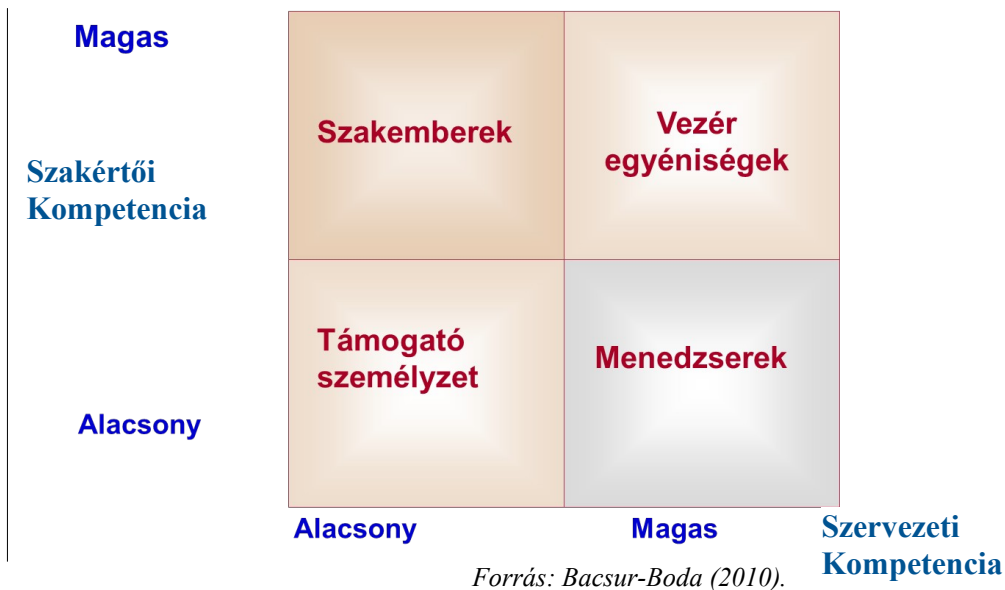 Magas
Szakértői
Kompetencia
Szakemberek
Vezér
egyéniségek
Támogató
személyzet
Menedzserek
Alacsony
Alacsony
Magas
Szervezeti
Kompetencia
Forrás: Bacsur-Boda (2010).